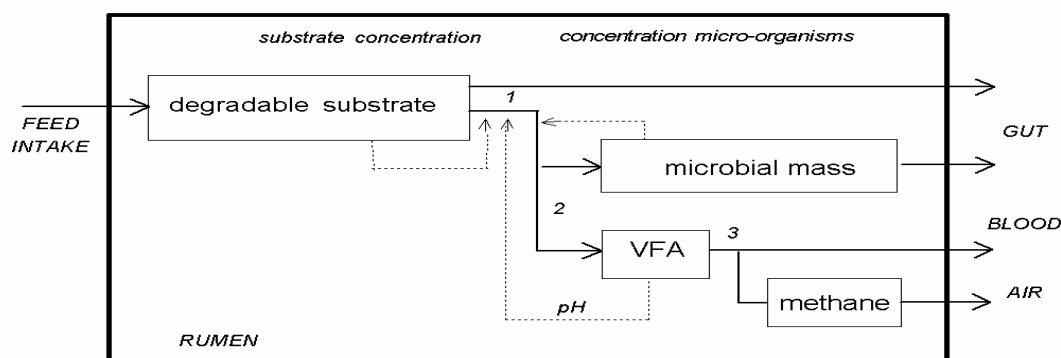 substrate concentration
concentration micro-organisms
degradable substrate
1
FEED
INTAKE
GUT
microbial mass
2
3
BLOOD
VFA
AIR
pH
methane
RUMEN